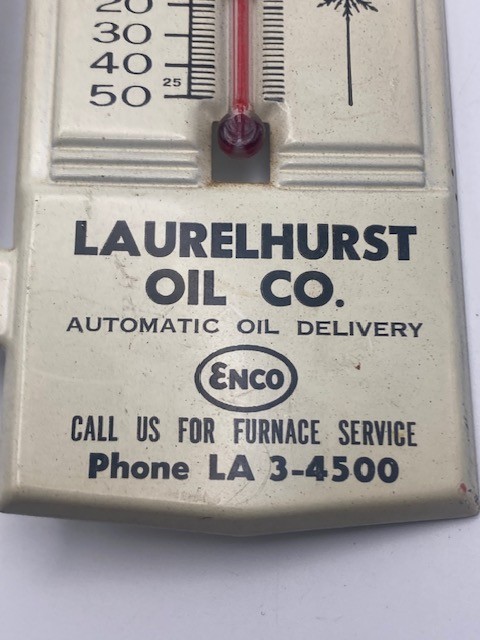 20
30
40
25
50
LAURELHURST
OIL CO.
AUTOMATIC OIL DELIVERY
ENCO
CALL US FOR FURNACE SERVICE
Phone LA 3-4500